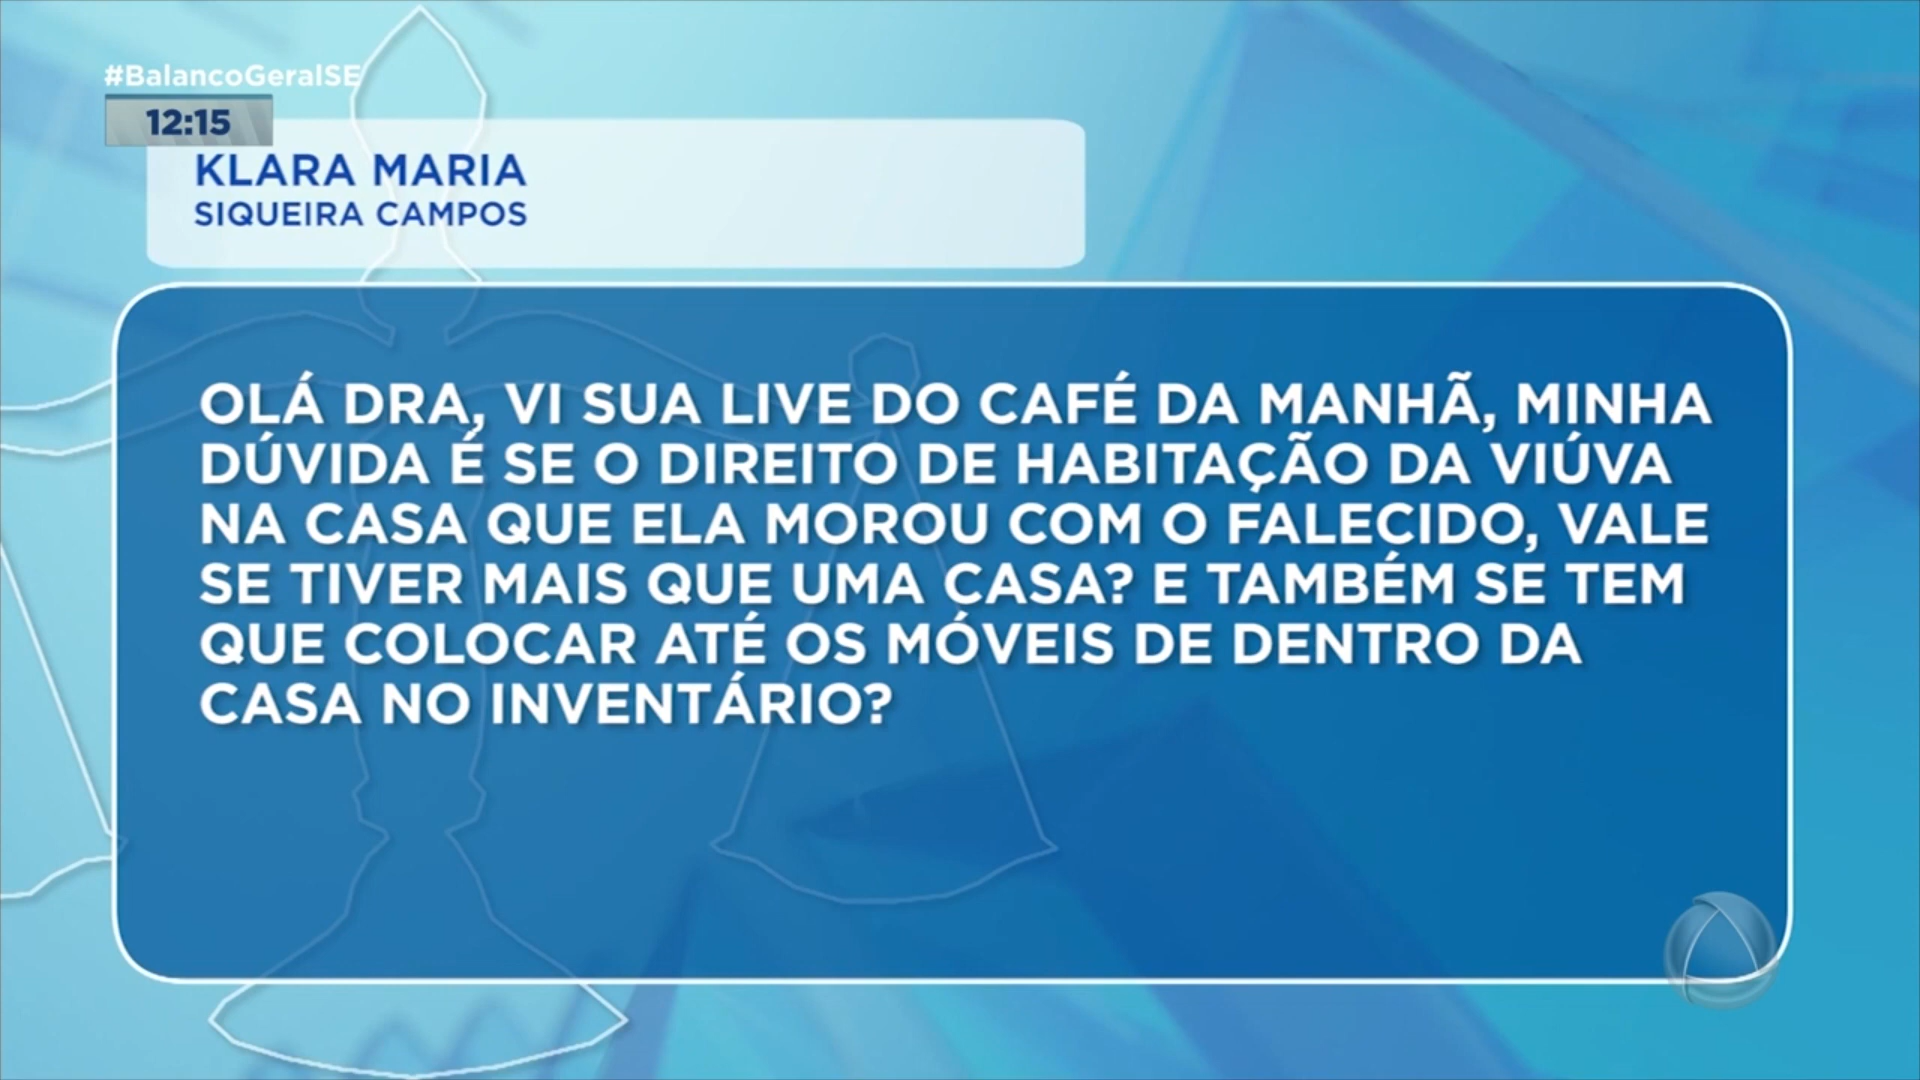 #BalancoGeralSE
12:15
KLARA MARIA
SIQUEIRA CAMPOS
OLÁ DRA, VI SUA LIVE DO CAFÉ DA MANHÃ, MINHA
DÚVIDA É SE O DIREITO DE HABITAÇÃO DA VIÚVA
NA CASA QUE ELA MOROU COM O FALECIDO, VALE
SE TIVER MAIS QUE UMA CASA? E TAMBÉM SE TEM
QUE COLOCAR ATÉ OS MÓVEIS DE DENTRO DA
CASA NO INVENTÁRIO?